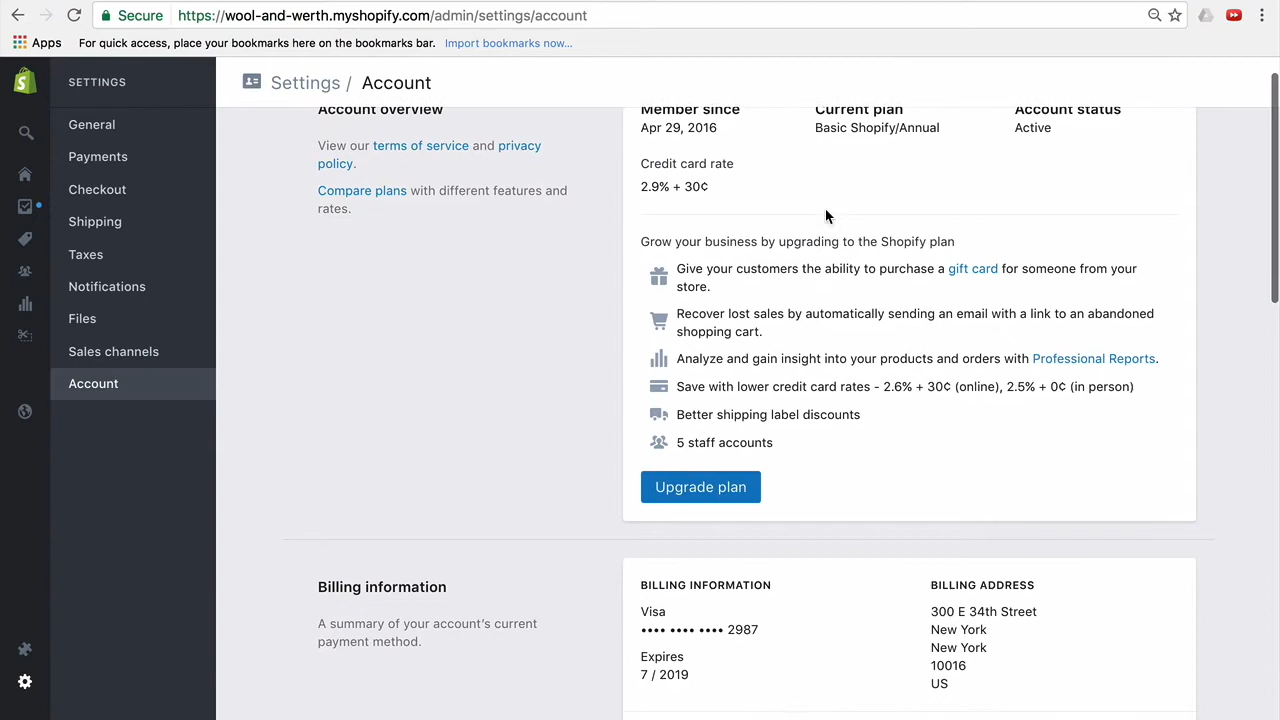 Secure https://wool-and-werth.myshopify.com/admin/settings/account
Apps For quick access, place your bookmarks here on the bookmarks bar. Import bookmarks now...
SETTINGS
General
Payments
Checkout
Shipping
Taxes
Notifications
Files
Sales channels
Account
Settings / Account
Account overview
View our terms of service and privacy
policy.
Compare plans with different features and
rates.
Member since
Apr 29, 2016
Current plan
Basic Shopify/Annual
Account status
Active
Credit card rate
2.9% + 30¢
Grow your business by upgrading to the Shopify plan
Give your customers the ability to purchase a gift card for someone from your
store.
Recover lost sales by automatically sending an email with a link to an abandoned
shopping cart.
Analyze and gain insight into your products and orders with Professional Reports.
Save with lower credit card rates - 2.6% + 30¢ (online), 2.5% + 0¢ (in person)
Better shipping label discounts
5 staff accounts
Upgrade plan
Billing information
A summary of your account's current
payment method.
BILLING INFORMATION
Visa
•••• •••• •••• 2987
Expires
7 / 2019
BILLING ADDRESS
300 E 34th Street
New York
New York
10016
US